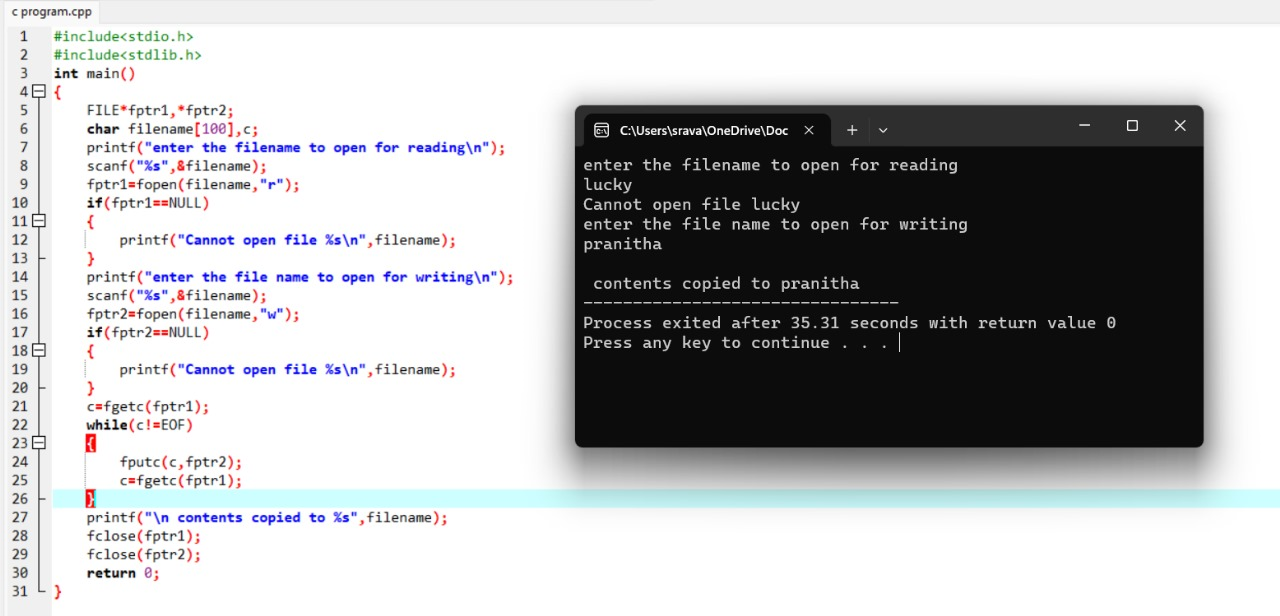 c program.cpp
1 #include<stdio.h>
2 #include<stdlib.h>
3 int main()
4 {
5 FILE*fptr1,*fptr2;
6 char filename[100],c;
7 printf("enter the filename to open for reading\n");
8 scanf("%s",&filename);
9 fptr1=fopen(filename,"r");
10 if(fptr1==NULL)
11 {
12 printf("Cannot open file %s\n",filename);
13 }
14 printf("enter the file name to open for writing\n");
15 scanf("%s",&filename);
16 fptr2=fopen(filename,"w");
17 if(fptr2==NULL)
18 {
19 printf("Cannot open file %s\n",filename);
20 }
21 c=fgetc(fptr1);
22 while(c!=EOF)
23 {
24 fputc(c,fptr2);
25 c=fgetc(fptr1);
26 }
27 printf("\n contents copied to %s",filename);
28 fclose(fptr1);
29 fclose(fptr2);
30 return 0;
31 }
C:\Users\srava\OneDrive\Doc
enter the filename to open for reading
lucky
Cannot open file lucky
enter the file name to open for writing
pranitha
contents copied to pranitha
--------------------------------
Process exited after 35.31 seconds with return value 0
Press any key to continue . . .